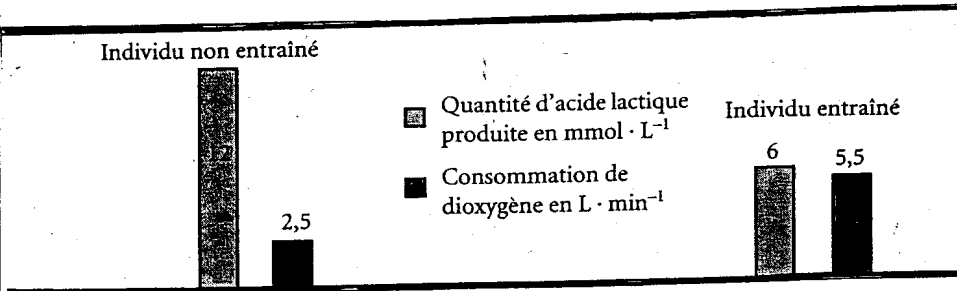 Individu non entraîné
2,5
Quantité d'acide lactique
produite en mmol · L⁻¹
Consommation de
dioxygène en L · min⁻¹
Individu entraîné
6
5,5